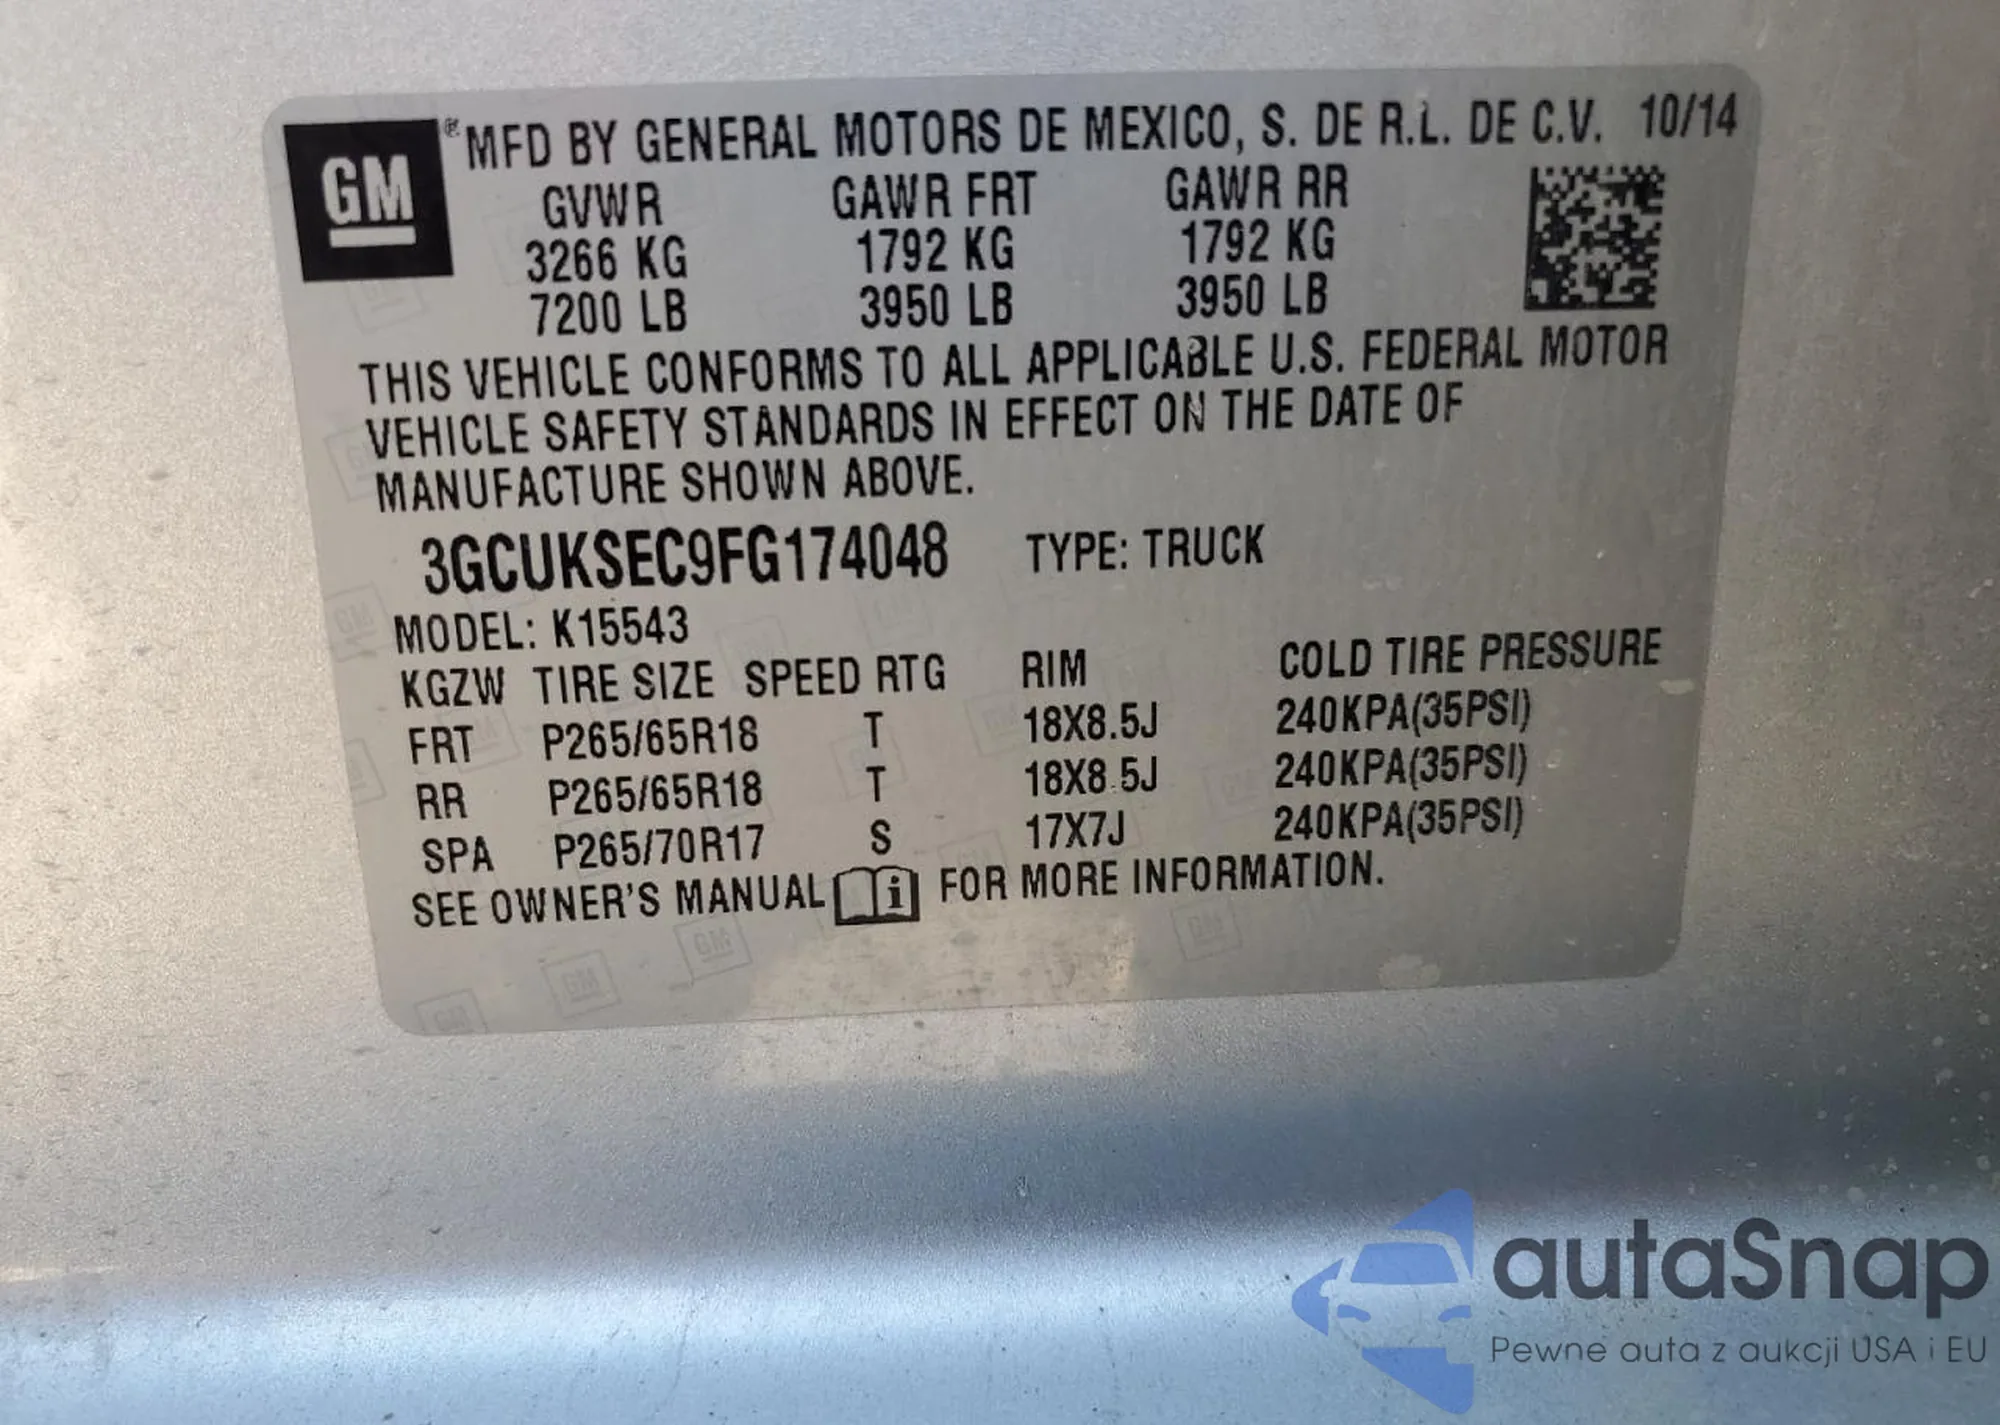 GM ® MFD BY GENERAL MOTORS DE MEXICO, S. DE R.L. DE C.V. 10/14
GVWR GAWR FRT GAWR RR
3266 KG 1792 KG 1792 KG
7200 LB 3950 LB 3950 LB
THIS VEHICLE CONFORMS TO ALL APPLICABLE U.S. FEDERAL MOTOR
VEHICLE SAFETY STANDARDS IN EFFECT ON THE DATE OF
MANUFACTURE SHOWN ABOVE.
3GCUKSEC9FG174048 TYPE: TRUCK
MODEL: K15543
KGZW TIRE SIZE SPEED RTG RIM COLD TIRE PRESSURE
FRT P265/65R18 T 18X8.5J 240KPA(35PSI)
RR P265/65R18 T 18X8.5J 240KPA(35PSI)
SPA P265/70R17 S 17X7J 240KPA(35PSI)
SEE OWNER'S MANUAL i FOR MORE INFORMATION.
autaSnap
Pewne auta z aukcji USA i EU